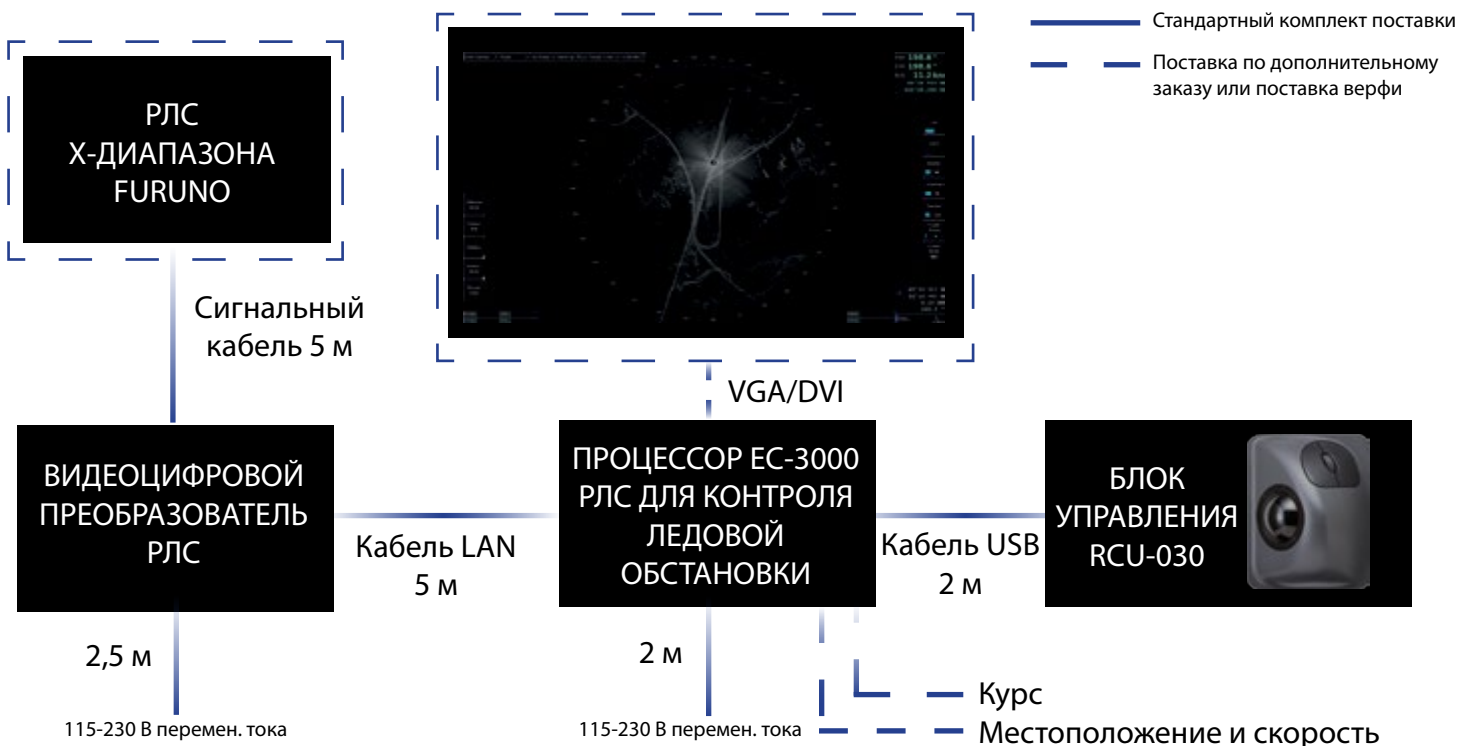 Стандартный комплект поставки
Поставка по дополнительному
заказу или поставка верфи
РЛС
X-ДИАПАЗОНА
FURUNO
Сигнальный
кабель 5 м
VGA/DVI
ВИДЕОЦИФРОВОЙ
ПРЕОБРАЗОВАТЕЛЬ
РЛС
Кабель LAN
5 м
ПРОЦЕССОР EC-3000
РЛС ДЛЯ КОНТРОЛЯ
ЛЕДОВОЙ
ОБСТАНОВКИ
Кабель USB
2 м
БЛОК
УПРАВЛЕНИЯ
RCU-030
2,5 м
2 м
115-230 В перемен. тока
115-230 В перемен. тока
Курс
Местоположение и скорость